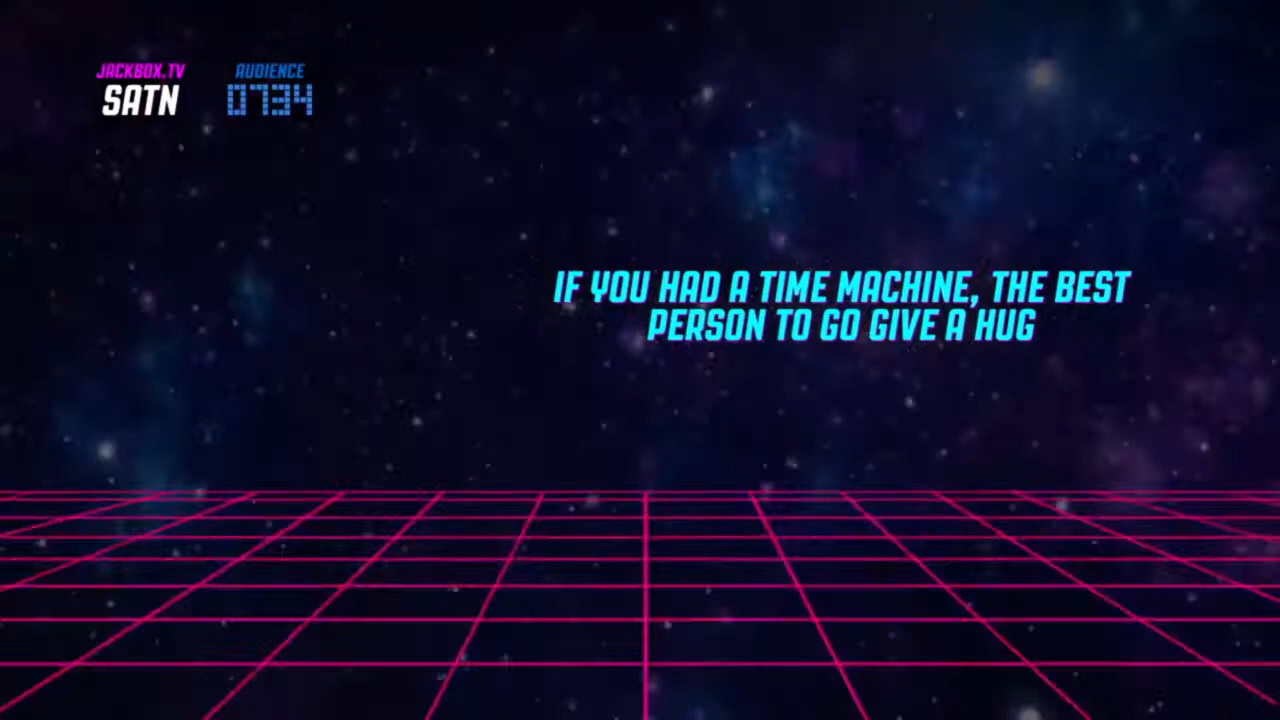 JACKBOX.TV
SATN
AUDIENCE
0734
IF YOU HAD A TIME MACHINE, THE BEST
PERSON TO GO GIVE A HUG